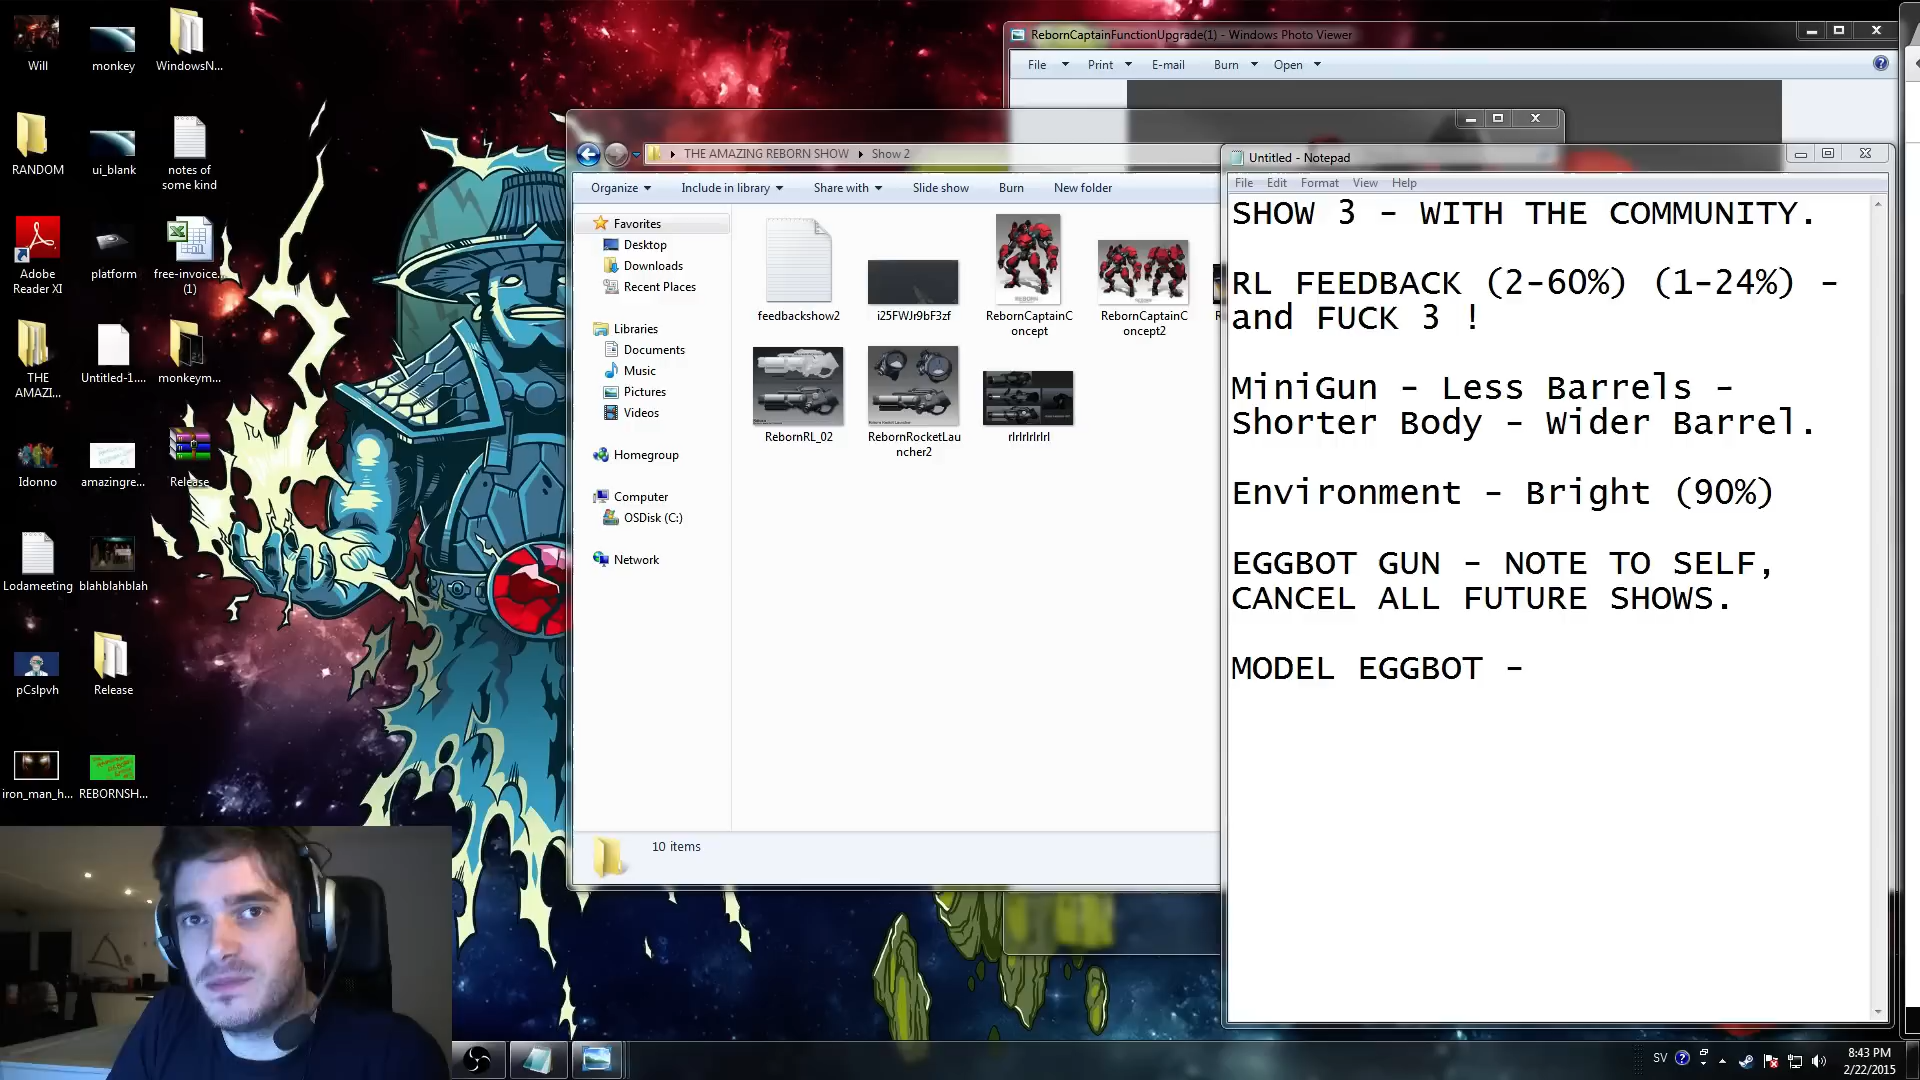 Will
monkey
WindowsN...
RANDOM
ui_blank
notes of
some kind
Adobe
Reader XI
platform
free-invoice...
(1)
THE
AMAZI...
Untitled-1....
monkeym...
Idonno
amazingre...
Release
Lodameeting
blahblahblah
pCsIpvh
Release
iron_man_h...
REBORNSH...
RebornCaptainFunctionUpgrade(1) - Windows Photo Viewer
File Print E-mail Burn Open
THE AMAZING REBORN SHOW Show 2
Organize Include in library Share with Slide show Burn New folder
Favorites
Desktop
Downloads
Recent Places
Libraries
Documents
Music
Pictures
Videos
Homegroup
Computer
OSDisk (C:)
Network
feedbackshow2
i25FWJr9bF3zf
RebornCaptainC
oncept
RebornCaptainC
oncept2
RebornRL_02
RebornRocketLau
ncher2
rlrlrlrlrlrl
10 items
Untitled - Notepad
File Edit Format View Help
SHOW 3 - WITH THE COMMUNITY.
RL FEEDBACK (2-60%) (1-24%) -
and FUCK 3 !
MiniGun - Less Barrels -
Shorter Body - Wider Barrel.
Environment - Bright (90%)
EGGBOT GUN - NOTE TO SELF,
CANCEL ALL FUTURE SHOWS.
MODEL EGGBOT -
SV
8:43 PM
2/22/2015